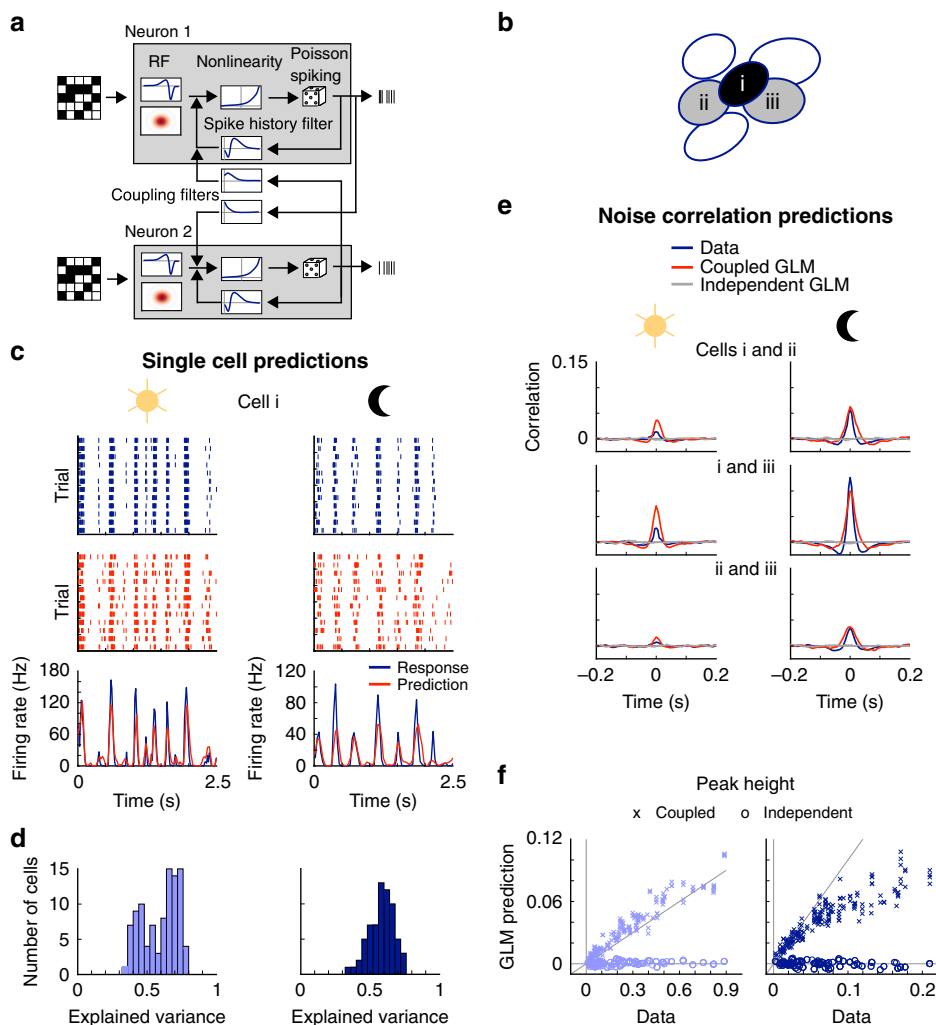 a
Neuron 1
RF
Nonlinearity
Poisson
spiking
Spike history filter
Coupling filters
Neuron 2
b
i
ii
iii
c
Single cell predictions
Cell i
Trial
Trial
Firing rate (Hz)
180
120
60
0
0
2.5
Time (s)
Firing rate (Hz)
120
80
40
0
0
2.5
Time (s)
Response
Prediction
d
Number of cells
15
10
5
0
0
0.5
1
Explained variance
0
0.5
1
Explained variance
e
Noise correlation predictions
Data
Coupled GLM
Independent GLM
Cells i and ii
0.15
0
Correlation
i and iii
ii and iii
−0.2
0
0.2
Time (s)
−0.2
0
0.2
Time (s)
f
Peak height
x Coupled
o Independent
GLM prediction
0.12
0.06
0
0
0.3
0.6
0.9
Data
0
0.1
0.2
Data